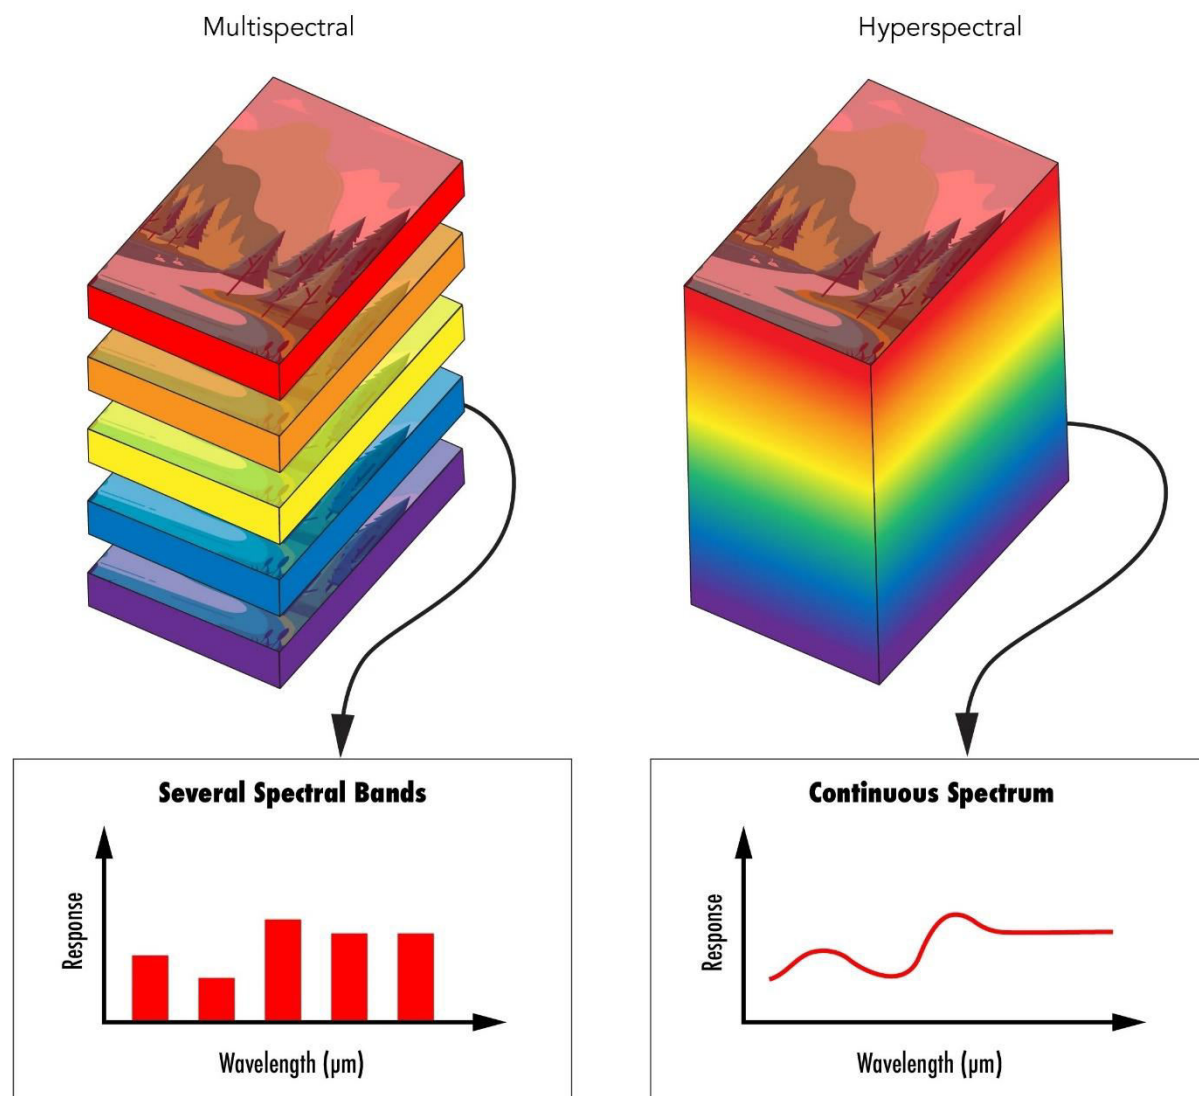 Multispectral
Hyperspectral
Several Spectral Bands
Response
Wavelength (µm)
Continuous Spectrum
Response
Wavelength (µm)